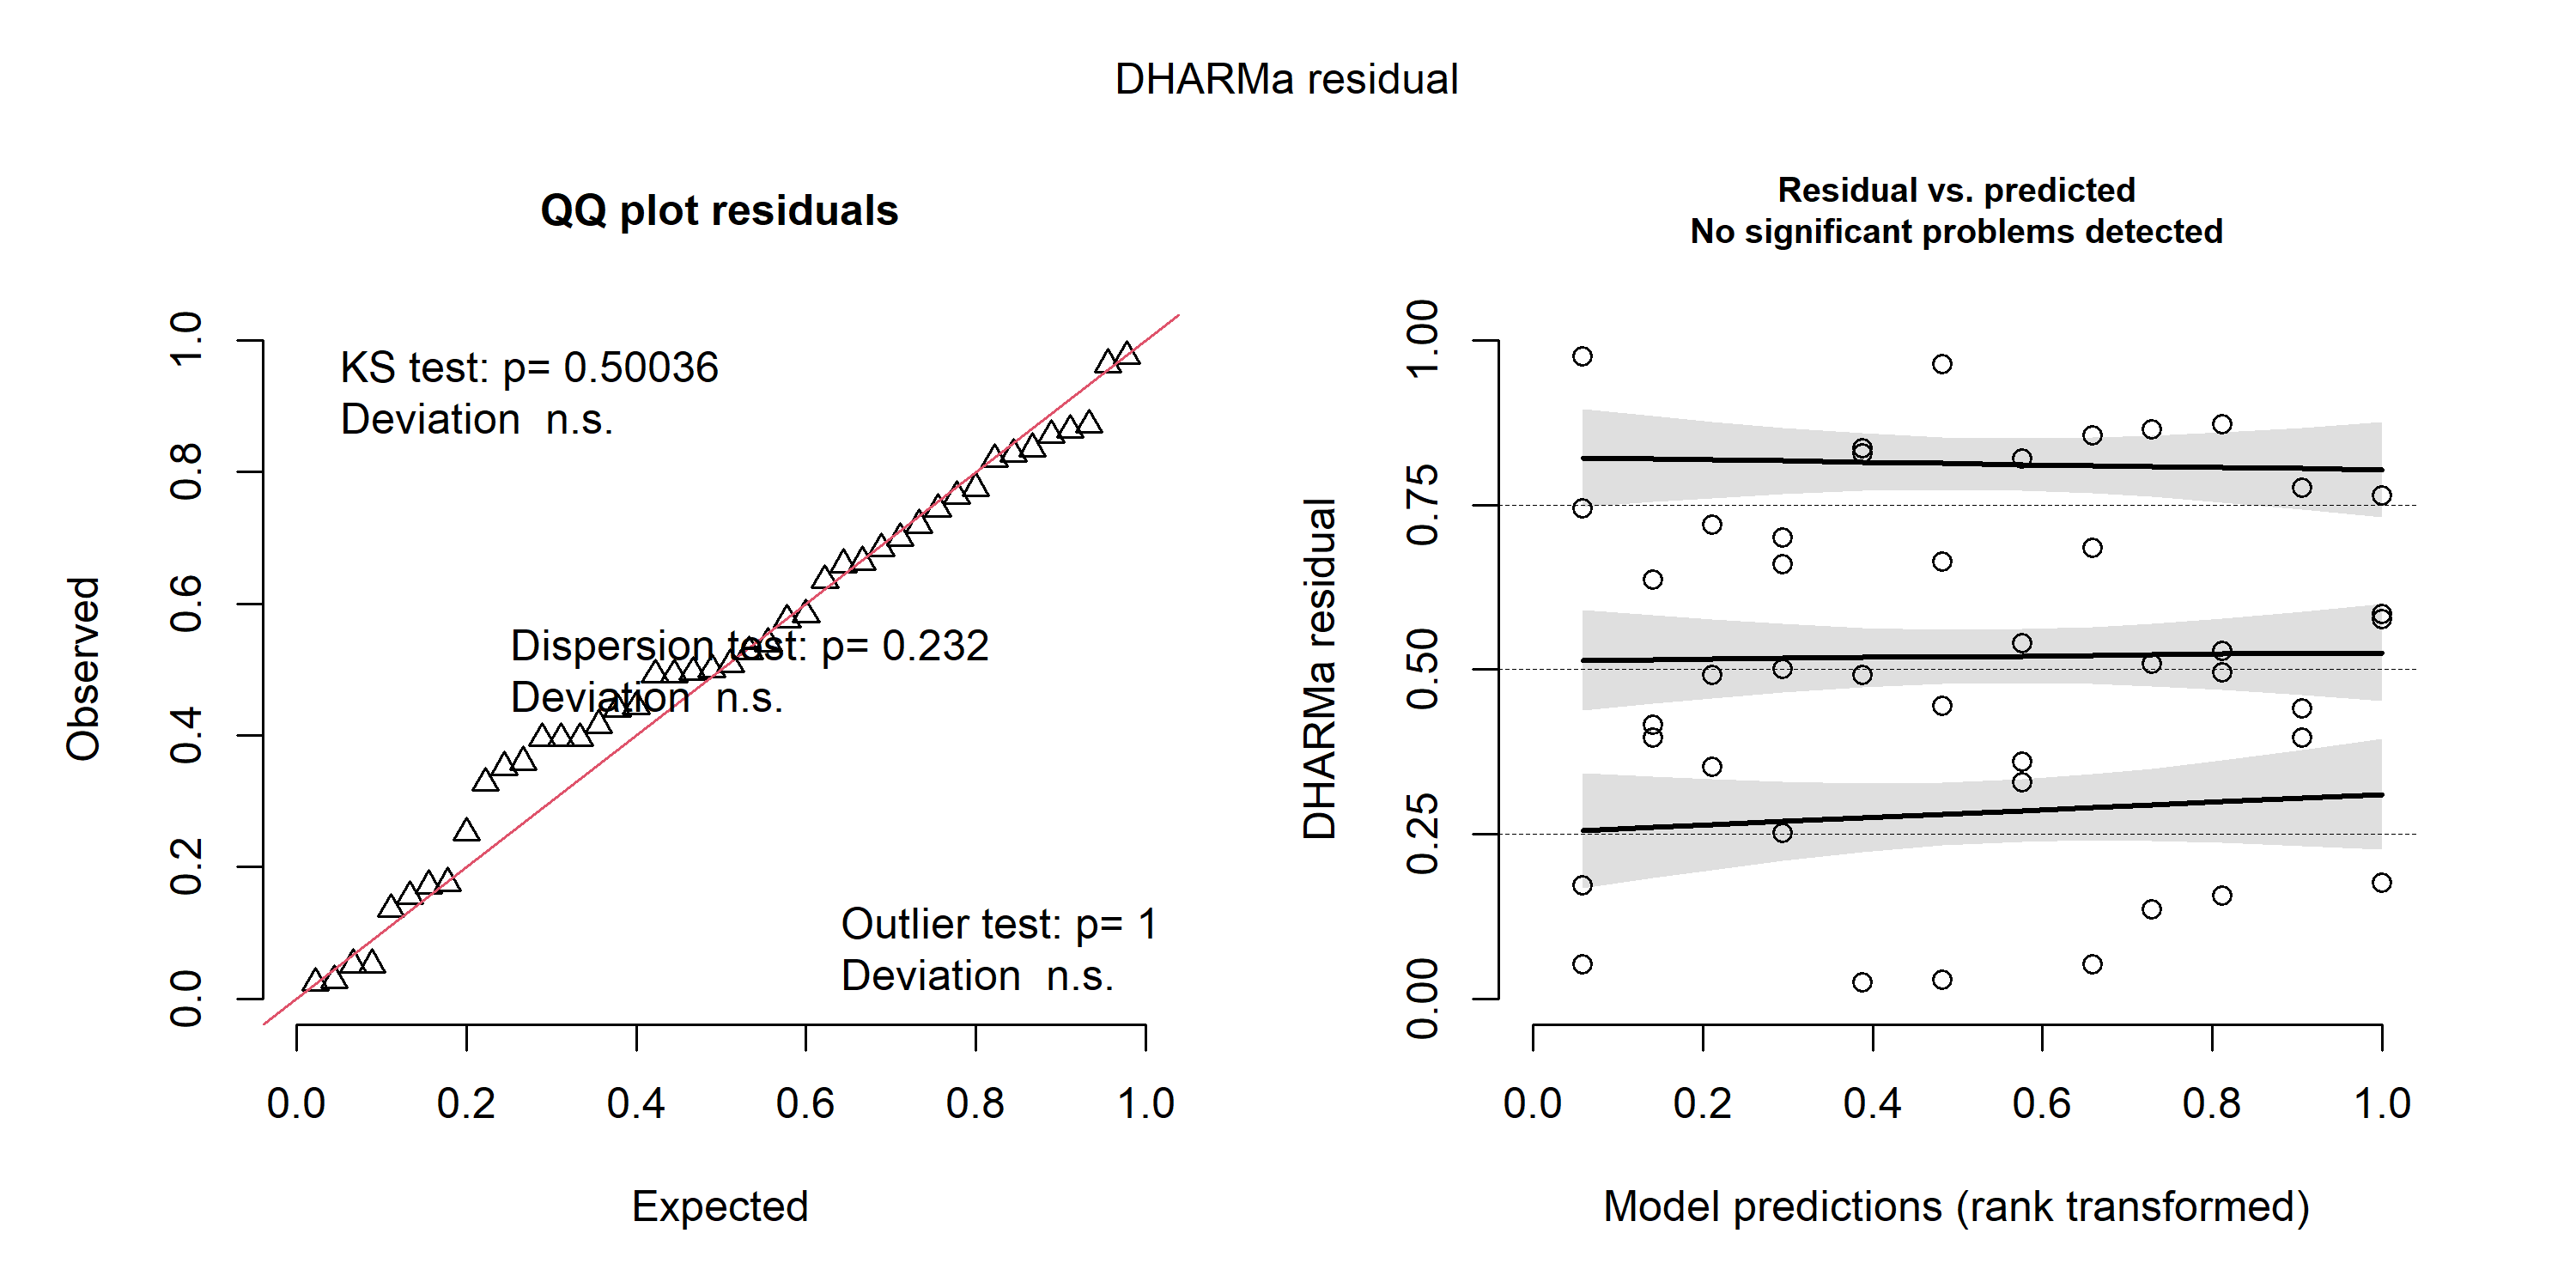 DHARMa residual
QQ plot residuals
KS test: p= 0.50036
Deviation  n.s.
Dispersion test: p= 0.232
Deviation  n.s.
Outlier test: p= 1
Deviation  n.s.
Observed
0.0 0.2 0.4 0.6 0.8 1.0
0.0 0.2 0.4 0.6 0.8 1.0
Expected
Residual vs. predicted
No significant problems detected
DHARMa residual
0.00 0.25 0.50 0.75 1.00
0.0 0.2 0.4 0.6 0.8 1.0
Model predictions (rank transformed)